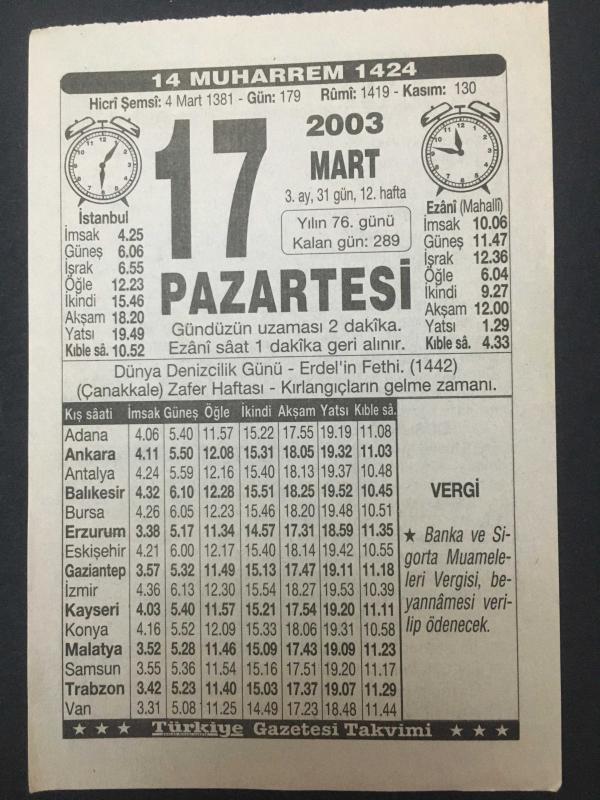 14 MUHARREM 1424
Hicrî Şemsî: 4 Mart 1381 - Gün: 179 Rûmî: 1419 - Kasım: 130
17
2003
MART
3. ay, 31 gün, 12. hafta
Yılın 76. günü
Kalan gün: 289
PAZARTESİ
Gündüzün uzaması 2 dakîka.
Ezânî sâat 1 dakîka geri alınır.
İstanbul
İmsak 4.25
Güneş 6.06
İşrak 6.55
Öğle 12.23
İkindi 15.46
Akşam 18.20
Yatsı 19.49
Kıble sâ. 10.52
Ezânî (Mahallî)
İmsak 10.06
Güneş 11.47
İşrak 12.36
Öğle 6.04
İkindi 9.27
Akşam 12.00
Yatsı 1.29
Kıble sâ. 4.33
Dünya Denizcilik Günü - Erdel'in Fethi. (1442)
(Çanakkale) Zafer Haftası - Kırlangıçların gelme zamanı.
Kış sâati İmsak Güneş Öğle İkindi Akşam Yatsı Kıble sâ.
Adana 4.06 5.40 11.57 15.22 17.55 19.19 11.08
Ankara 4.11 5.50 12.08 15.31 18.05 19.32 11.03
Antalya 4.24 5.59 12.16 15.40 18.13 19.37 10.48
Balıkesir 4.32 6.10 12.28 15.51 18.25 19.52 10.45
Bursa 4.26 6.05 12.23 15.46 18.20 19.48 10.51
Erzurum 3.38 5.17 11.34 14.57 17.31 18.59 11.35
Eskişehir 4.21 6.00 12.17 15.40 18.14 19.42 10.55
Gaziantep 3.57 5.32 11.49 15.13 17.47 19.11 11.18
İzmir 4.36 6.13 12.30 15.54 18.27 19.53 10.39
Kayseri 4.03 5.40 11.57 15.21 17.54 19.20 11.11
Konya 4.16 5.52 12.09 15.33 18.06 19.31 10.58
Malatya 3.52 5.28 11.46 15.09 17.43 19.09 11.23
Samsun 3.55 5.36 11.54 15.16 17.51 19.20 11.17
Trabzon 3.42 5.23 11.40 15.03 17.37 19.07 11.29
Van 3.31 5.08 11.25 14.49 17.23 18.48 11.44
VERGİ
★ Banka ve Si-
gorta Muamele-
leri Vergisi, be-
yannâmesi veri-
lip ödenecek.
★ ★ ★ Türkiye Gazetesi Takvimi ★ ★ ★